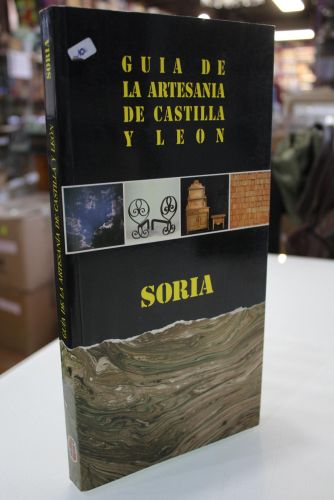 GUIA DE
LA ARTESANIA
DE CASTILLA
Y LEON
SORIA
SORIA
GUIA DE LA ARTESANIA DE CASTILLA Y LEON